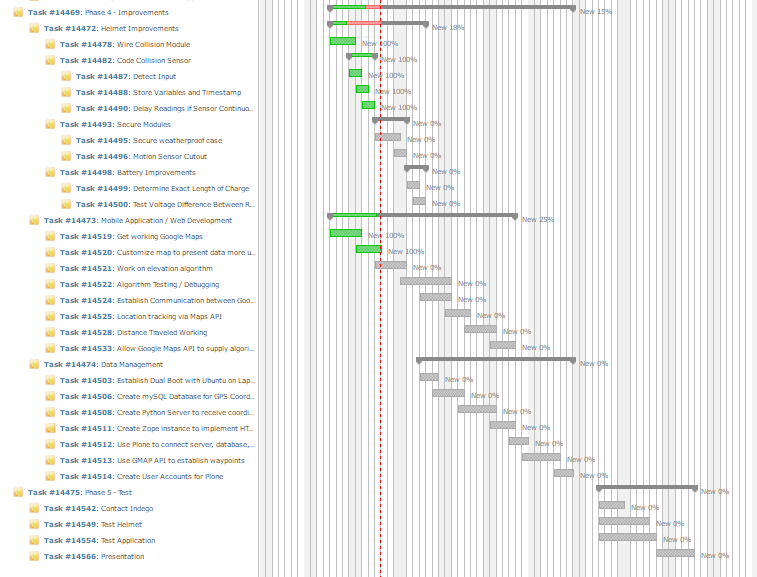 Task #14469: Phase 4 - Improvements New 15%
Task #14472: Helmet Improvements New 18%
Task #14478: Wire Collision Module New 100%
Task #14482: Code Collision Sensor New 100%
Task #14487: Detect Input New 100%
Task #14488: Store Variables and Timestamp New 100%
Task #14490: Delay Readings if Sensor Continuo... New 100%
Task #14493: Secure Modules New 0%
Task #14495: Secure weatherproof case New 0%
Task #14496: Motion Sensor Cutout New 0%
Task #14498: Battery Improvements New 0%
Task #14499: Determine Exact Length of Charge New 0%
Task #14500: Test Voltage Difference Between R... New 0%
Task #14473: Mobile Application / Web Development New 25%
Task #14519: Get working Google Maps New 100%
Task #14520: Customize map to present data more u... New 100%
Task #14521: Work on elevation algorithm New 0%
Task #14522: Algorithm Testing / Debugging New 0%
Task #14524: Establish Communication between Goo... New 0%
Task #14525: Location tracking via Maps API New 0%
Task #14528: Distance Traveled Working New 0%
Task #14533: Allow Google Maps API to supply algori... New 0%
Task #14474: Data Management New 0%
Task #14503: Establish Dual Boot with Ubuntu on Lap... New 0%
Task #14506: Create mySQL Database for GPS Coord... New 0%
Task #14508: Create Python Server to receive coordi... New 0%
Task #14511: Create Zope instance to implement HT... New 0%
Task #14512: Use Plone to connect server, database,... New 0%
Task #14513: Use GMAP API to establish waypoints New 0%
Task #14514: Create User Accounts for Plone New 0%
Task #14475: Phase 5 - Test New 0%
Task #14542: Contact Indego New 0%
Task #14549: Test Helmet New 0%
Task #14554: Test Application New 0%
Task #14566: Presentation New 0%